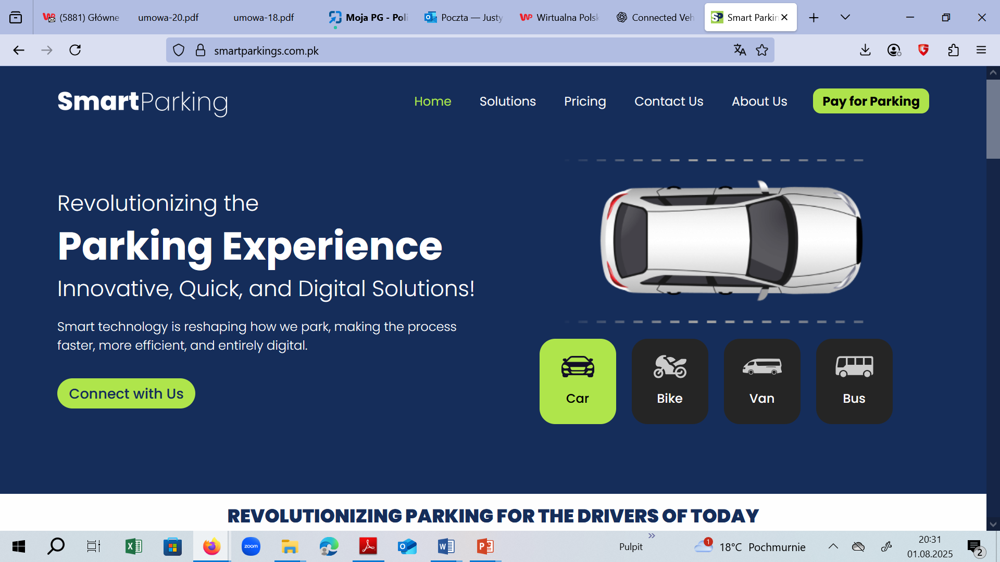 (5881) Główne
umowa-20.pdf
umowa-18.pdf
Moja PG - Poli
Poczta — Justy
Wirtualna Polsk
Connected Veh
Smart Parkin
smartparkings.com.pk
SmartParking
Home
Solutions
Pricing
Contact Us
About Us
Pay for Parking
Revolutionizing the
Parking Experience
Innovative, Quick, and Digital Solutions!
Smart technology is reshaping how we park, making the process
faster, more efficient, and entirely digital.
Connect with Us
Car
Bike
Van
Bus
REVOLUTIONIZING PARKING FOR THE DRIVERS OF TODAY
zoom
Pulpit
1
18°C Pochmurnie
20:31
01.08.2025
2